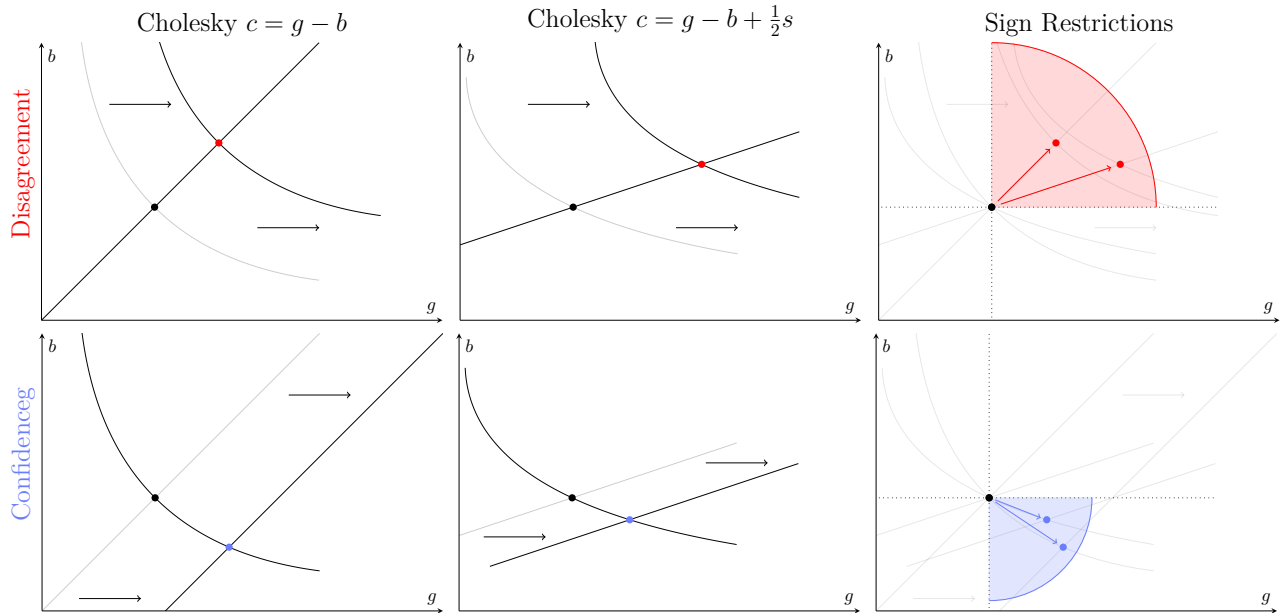 Cholesky c = g − b
Cholesky c = g − b + ½s
Sign Restrictions
Disagreement
b
g
b
g
b
g
Confidenceg
b
g
b
g
b
g